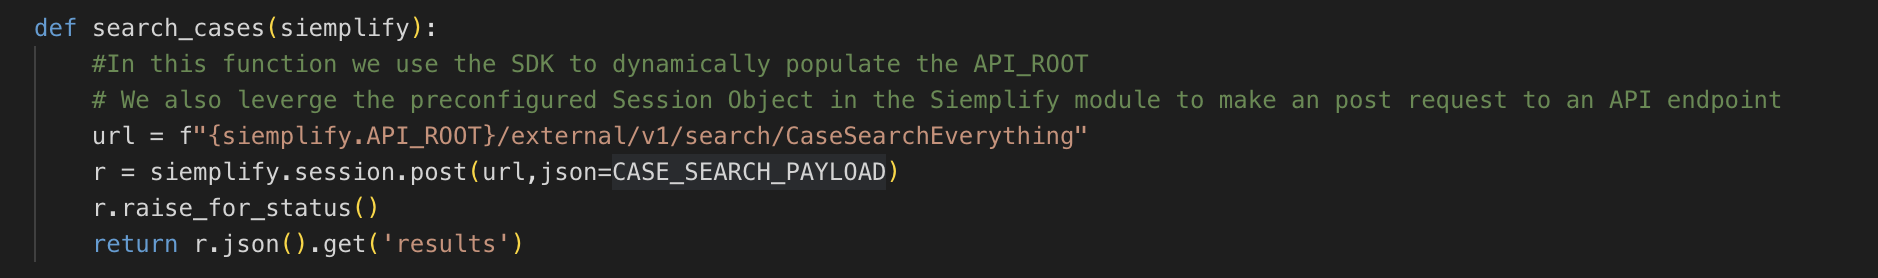 def search_cases(siemplify):
#In this function we use the SDK to dynamically populate the API_ROOT
# We also leverge the preconfigured Session Object in the Siemplify module to make an post request to an API endpoint
url = f"{siemplify.API_ROOT}/external/v1/search/CaseSearchEverything"
r = siemplify.session.post(url,json=CASE_SEARCH_PAYLOAD)
r.raise_for_status()
return r.json().get('results')